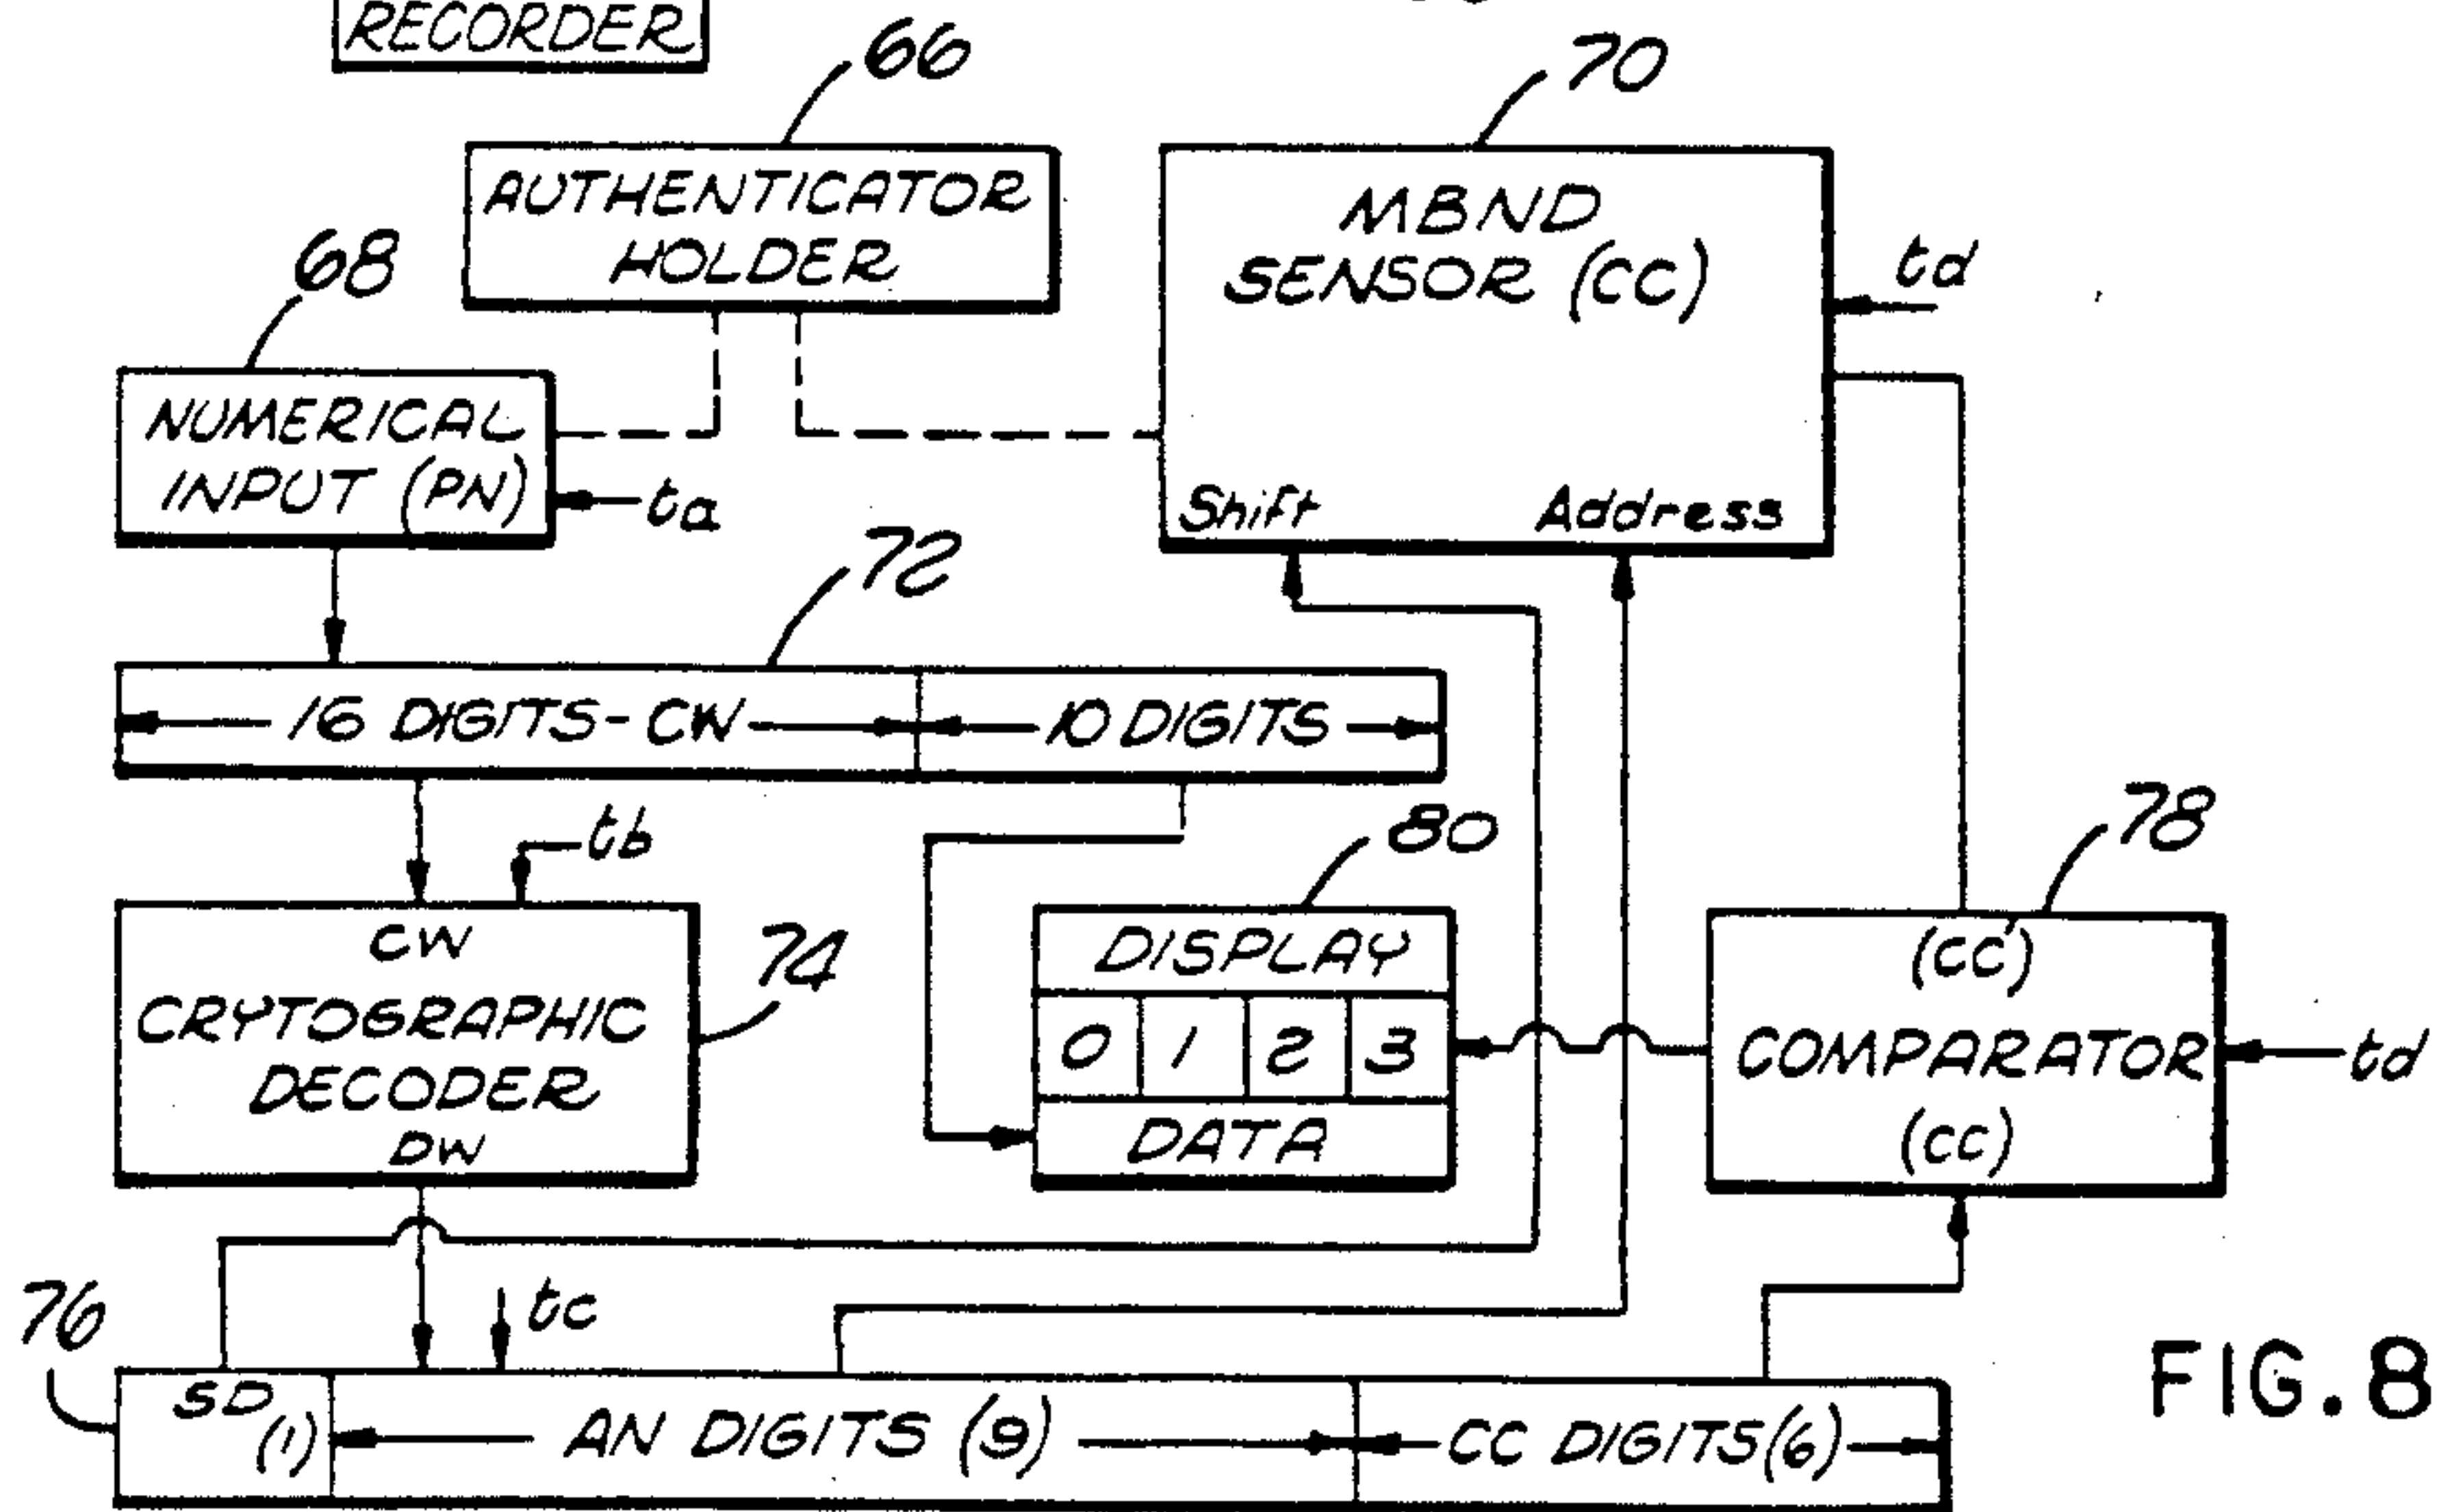 RECORDER
66
70
AUTHENTICATOR
HOLDER
MBND
SENSOR (CC)
td
68
NUMERICAL
INPUT (PN)
ta
Shift
Address
72
16 DIGITS-CW
10 DIGITS
tb
80
78
CW
CRYTOGRAPHIC
DECODER
DW
74
DISPLAY
0 1 2 3
DATA
(CC')
COMPARATOR
(CC)
td
76
tc
SD
(1)
AN DIGITS (9)
CC DIGITS(6)
FIG. 8